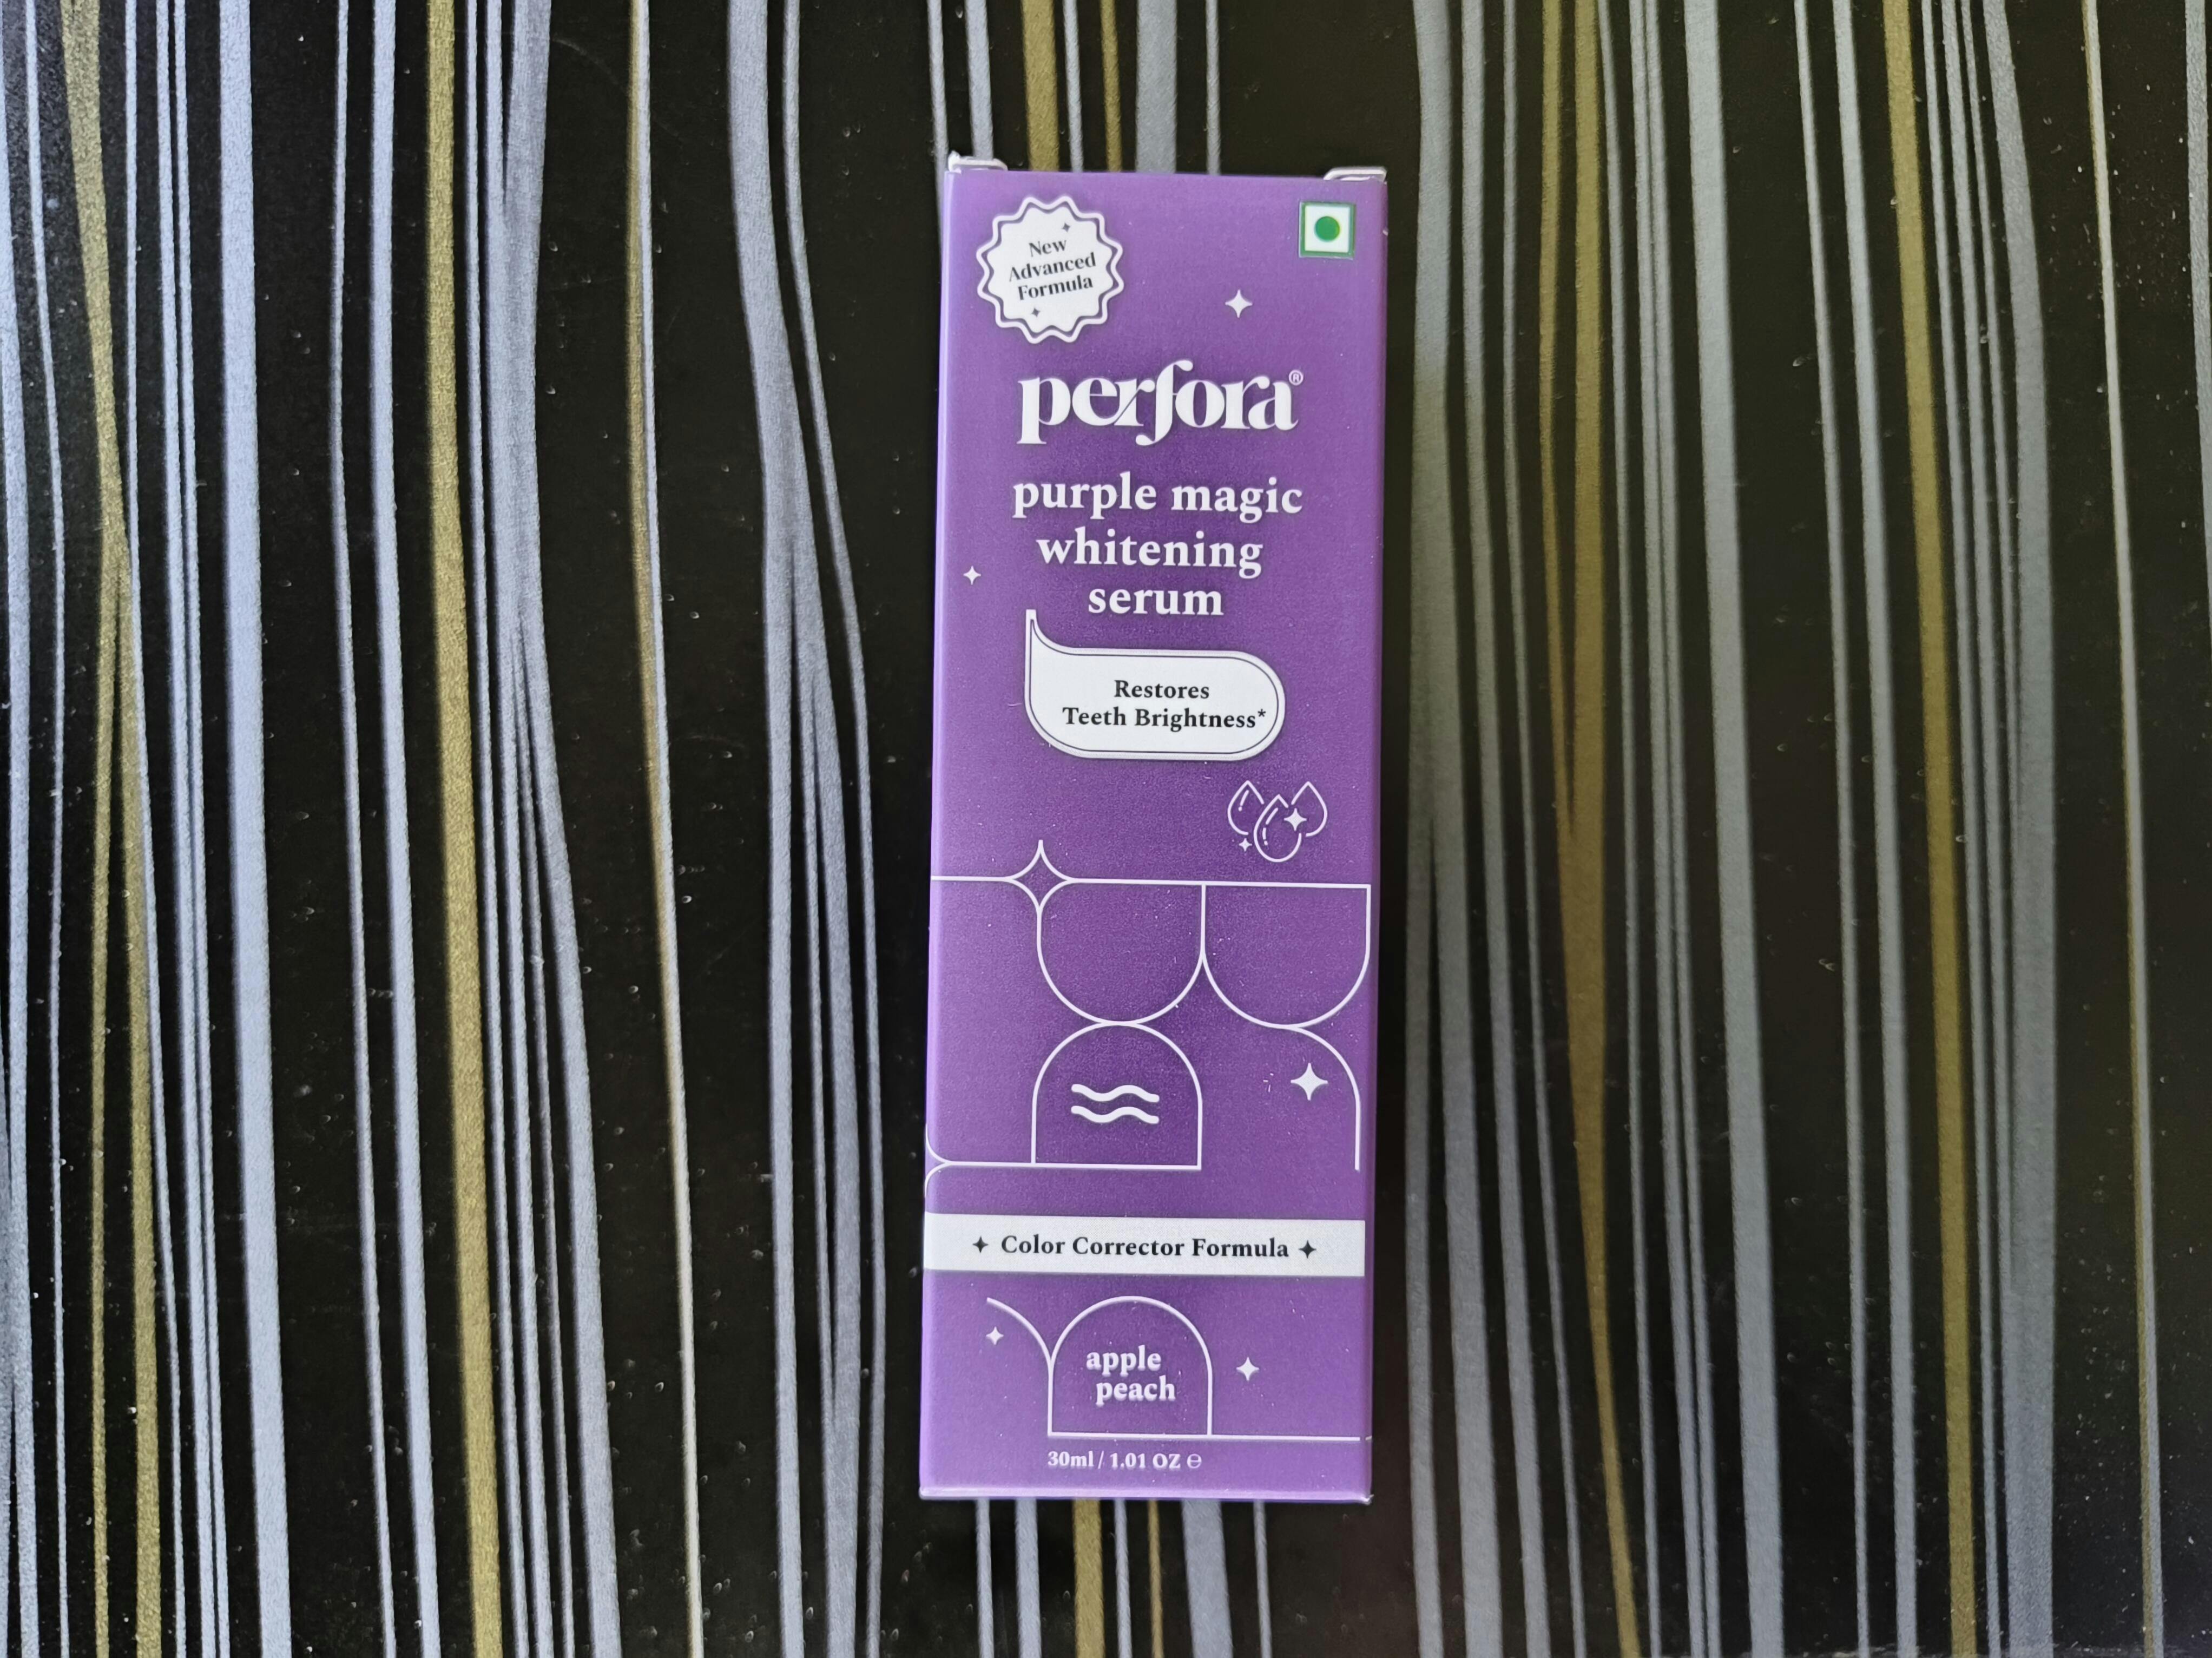 New
Advanced
Formula
perfora®
purple magic
whitening
serum
Restores
Teeth Brightness*
✦ Color Corrector Formula ✦
apple
peach
30ml / 1.01 OZ ℮